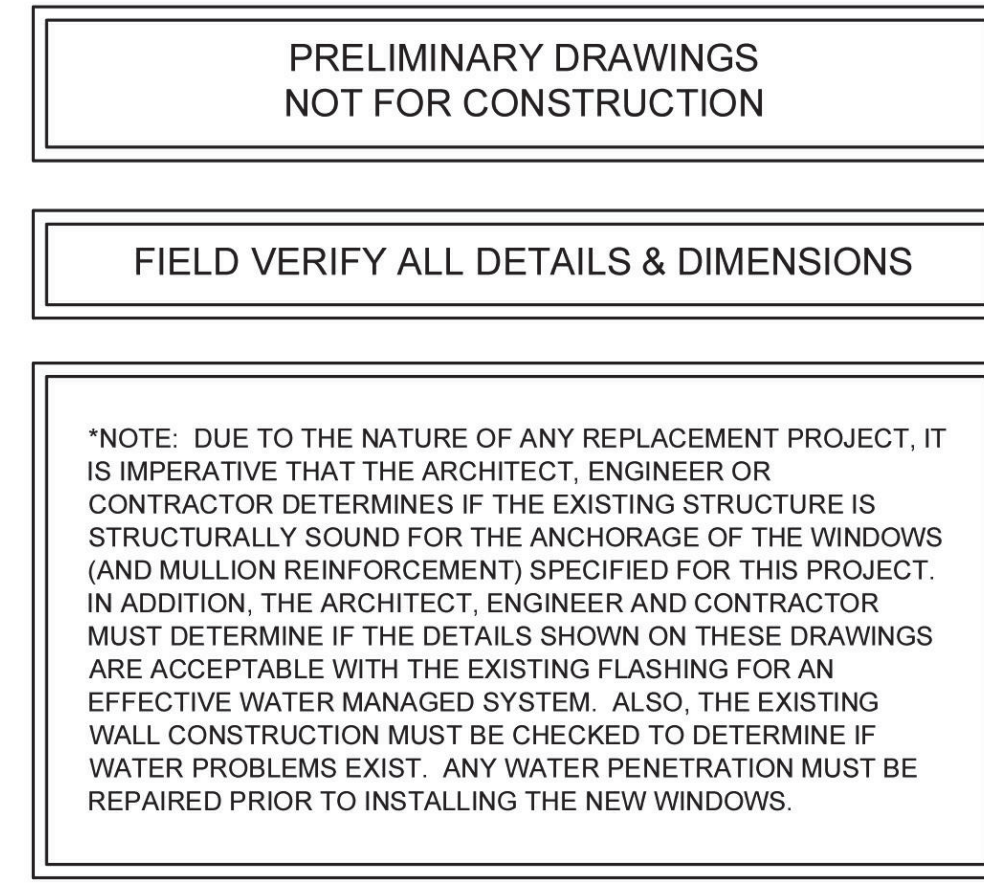 PRELIMINARY DRAWINGS
NOT FOR CONSTRUCTION
FIELD VERIFY ALL DETAILS & DIMENSIONS
*NOTE: DUE TO THE NATURE OF ANY REPLACEMENT PROJECT, IT
IS IMPERATIVE THAT THE ARCHITECT, ENGINEER OR
CONTRACTOR DETERMINES IF THE EXISTING STRUCTURE IS
STRUCTURALLY SOUND FOR THE ANCHORAGE OF THE WINDOWS
(AND MULLION REINFORCEMENT) SPECIFIED FOR THIS PROJECT.
IN ADDITION, THE ARCHITECT, ENGINEER AND CONTRACTOR
MUST DETERMINE IF THE DETAILS SHOWN ON THESE DRAWINGS
ARE ACCEPTABLE WITH THE EXISTING FLASHING FOR AN
EFFECTIVE WATER MANAGED SYSTEM. ALSO, THE EXISTING
WALL CONSTRUCTION MUST BE CHECKED TO DETERMINE IF
WATER PROBLEMS EXIST. ANY WATER PENETRATION MUST BE
REPAIRED PRIOR TO INSTALLING THE NEW WINDOWS.